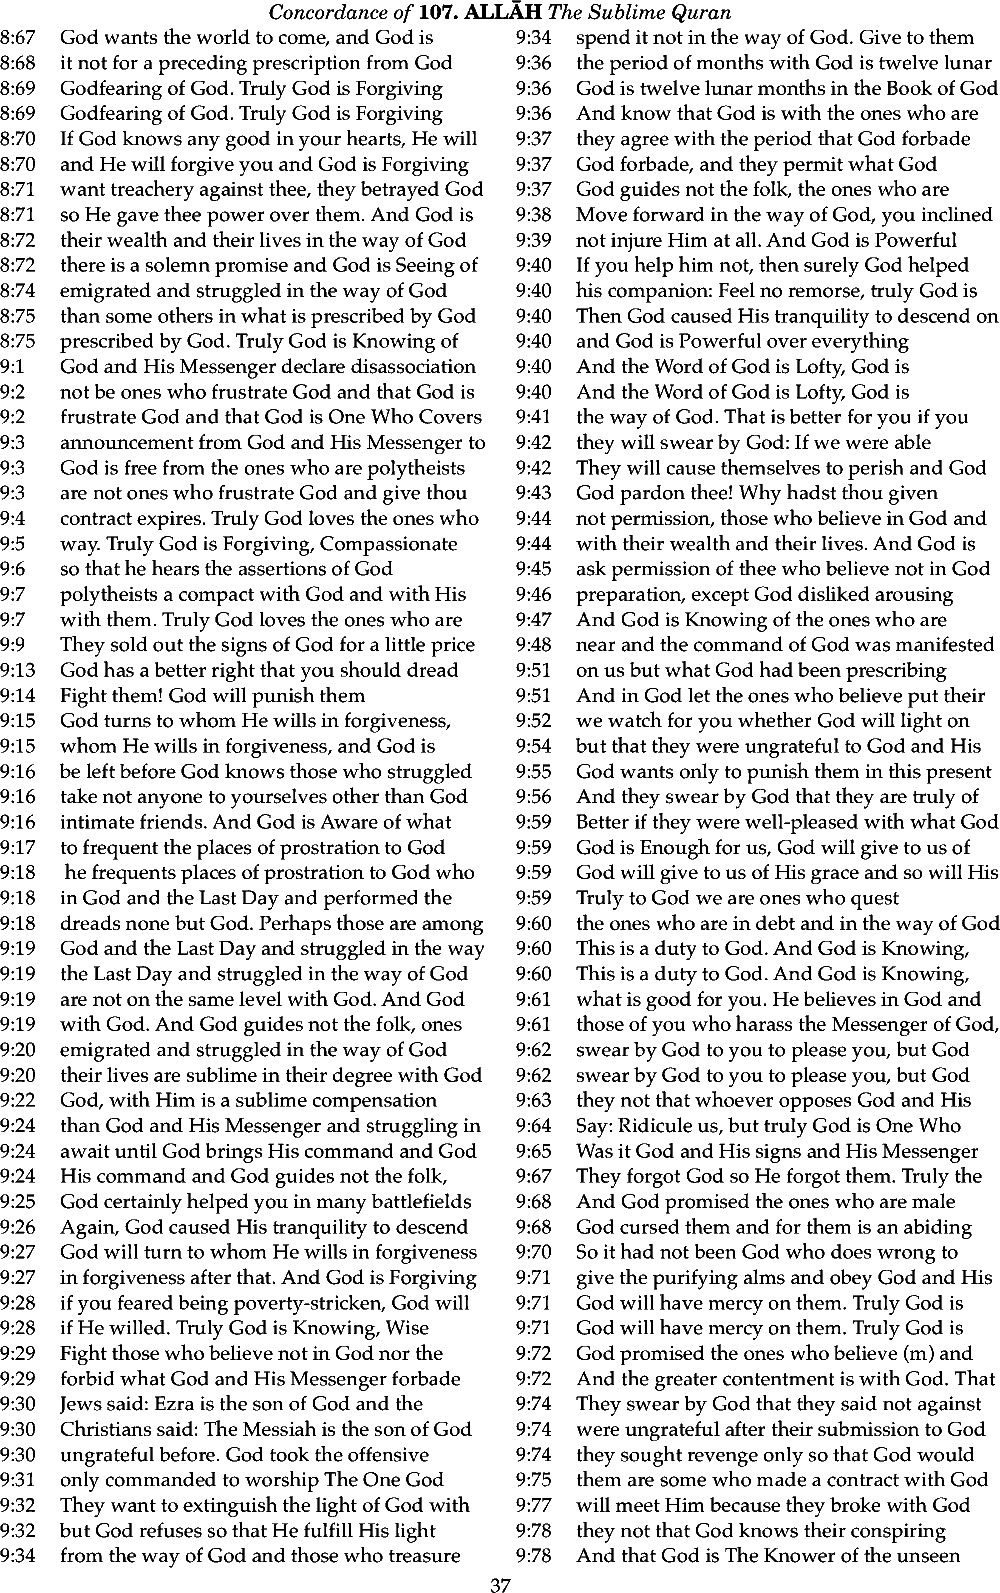 Concordance of 107. ALLĀH The Sublime Quran
8:67 God wants the world to come, and God is
8:68 it not for a preceding prescription from God
8:69 Godfearing of God. Truly God is Forgiving
8:69 Godfearing of God. Truly God is Forgiving
8:70 If God knows any good in your hearts, He will
8:70 and He will forgive you and God is Forgiving
8:71 want treachery against thee, they betrayed God
8:71 so He gave thee power over them. And God is
8:72 their wealth and their lives in the way of God
8:72 there is a solemn promise and God is Seeing of
8:74 emigrated and struggled in the way of God
8:75 than some others in what is prescribed by God
8:75 prescribed by God. Truly God is Knowing of
9:1 God and His Messenger declare disassociation
9:2 not be ones who frustrate God and that God is
9:2 frustrate God and that God is One Who Covers
9:3 announcement from God and His Messenger to
9:3 God is free from the ones who are polytheists
9:3 are not ones who frustrate God and give thou
9:4 contract expires. Truly God loves the ones who
9:5 way. Truly God is Forgiving, Compassionate
9:6 so that he hears the assertions of God
9:7 polytheists a compact with God and with His
9:7 with them. Truly God loves the ones who are
9:9 They sold out the signs of God for a little price
9:13 God has a better right that you should dread
9:14 Fight them! God will punish them
9:15 God turns to whom He wills in forgiveness,
9:15 whom He wills in forgiveness, and God is
9:16 be left before God knows those who struggled
9:16 take not anyone to yourselves other than God
9:16 intimate friends. And God is Aware of what
9:17 to frequent the places of prostration to God
9:18 he frequents places of prostration to God who
9:18 in God and the Last Day and performed the
9:18 dreads none but God. Perhaps those are among
9:19 God and the Last Day and struggled in the way
9:19 the Last Day and struggled in the way of God
9:19 are not on the same level with God. And God
9:19 with God. And God guides not the folk, ones
9:20 emigrated and struggled in the way of God
9:20 their lives are sublime in their degree with God
9:22 God, with Him is a sublime compensation
9:24 than God and His Messenger and struggling in
9:24 await until God brings His command and God
9:24 His command and God guides not the folk,
9:25 God certainly helped you in many battlefields
9:26 Again, God caused His tranquility to descend
9:27 God will turn to whom He wills in forgiveness
9:27 in forgiveness after that. And God is Forgiving
9:28 if you feared being poverty-stricken, God will
9:28 if He willed. Truly God is Knowing, Wise
9:29 Fight those who believe not in God nor the
9:29 forbid what God and His Messenger forbade
9:30 Jews said: Ezra is the son of God and the
9:30 Christians said: The Messiah is the son of God
9:30 ungrateful before. God took the offensive
9:31 only commanded to worship The One God
9:32 They want to extinguish the light of God with
9:32 but God refuses so that He fulfill His light
9:34 from the way of God and those who treasure
9:34 spend it not in the way of God. Give to them
9:36 the period of months with God is twelve lunar
9:36 God is twelve lunar months in the Book of God
9:36 And know that God is with the ones who are
9:37 they agree with the period that God forbade
9:37 God forbade, and they permit what God
9:37 God guides not the folk, the ones who are
9:38 Move forward in the way of God, you inclined
9:39 not injure Him at all. And God is Powerful
9:40 If you help him not, then surely God helped
9:40 his companion: Feel no remorse, truly God is
9:40 Then God caused His tranquility to descend on
9:40 and God is Powerful over everything
9:40 And the Word of God is Lofty, God is
9:40 And the Word of God is Lofty, God is
9:41 the way of God. That is better for you if you
9:42 they will swear by God: If we were able
9:42 They will cause themselves to perish and God
9:43 God pardon thee! Why hadst thou given
9:44 not permission, those who believe in God and
9:44 with their wealth and their lives. And God is
9:45 ask permission of thee who believe not in God
9:46 preparation, except God disliked arousing
9:47 And God is Knowing of the ones who are
9:48 near and the command of God was manifested
9:51 on us but what God had been prescribing
9:51 And in God let the ones who believe put their
9:52 we watch for you whether God will light on
9:54 but that they were ungrateful to God and His
9:55 God wants only to punish them in this present
9:56 And they swear by God that they are truly of
9:59 Better if they were well-pleased with what God
9:59 God is Enough for us, God will give to us of
9:59 God will give to us of His grace and so will His
9:59 Truly to God we are ones who quest
9:60 the ones who are in debt and in the way of God
9:60 This is a duty to God. And God is Knowing,
9:60 This is a duty to God. And God is Knowing,
9:61 what is good for you. He believes in God and
9:61 those of you who harass the Messenger of God,
9:62 swear by God to you to please you, but God
9:62 swear by God to you to please you, but God
9:63 they not that whoever opposes God and His
9:64 Say: Ridicule us, but truly God is One Who
9:65 Was it God and His signs and His Messenger
9:67 They forgot God so He forgot them. Truly the
9:68 And God promised the ones who are male
9:68 God cursed them and for them is an abiding
9:70 So it had not been God who does wrong to
9:71 give the purifying alms and obey God and His
9:71 God will have mercy on them. Truly God is
9:71 God will have mercy on them. Truly God is
9:72 God promised the ones who believe (m) and
9:72 And the greater contentment is with God. That
9:74 They swear by God that they said not against
9:74 were ungrateful after their submission to God
9:74 they sought revenge only so that God would
9:75 them are some who made a contract with God
9:77 will meet Him because they broke with God
9:78 they not that God knows their conspiring
9:78 And that God is The Knower of the unseen
37